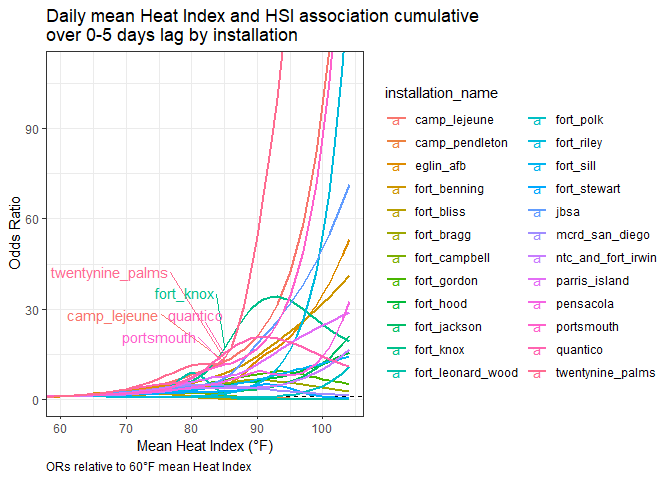 Daily mean Heat Index and HSI association cumulative
over 0-5 days lag by installation
Odds Ratio
90
60
30
0
twentynine_palms
fort_knox
camp_lejeune
quantico
portsmouth
60
70
80
90
100
Mean Heat Index (°F)
ORs relative to 60°F mean Heat Index
installation_name
a camp_lejeune
a camp_pendleton
a eglin_afb
a fort_benning
a fort_bliss
a fort_bragg
a fort_campbell
a fort_gordon
a fort_hood
a fort_jackson
a fort_knox
a fort_leonard_wood
a fort_polk
a fort_riley
a fort_sill
a fort_stewart
a jbsa
a mcrd_san_diego
a ntc_and_fort_irwin
a parris_island
a pensacola
a portsmouth
a quantico
a twentynine_palms